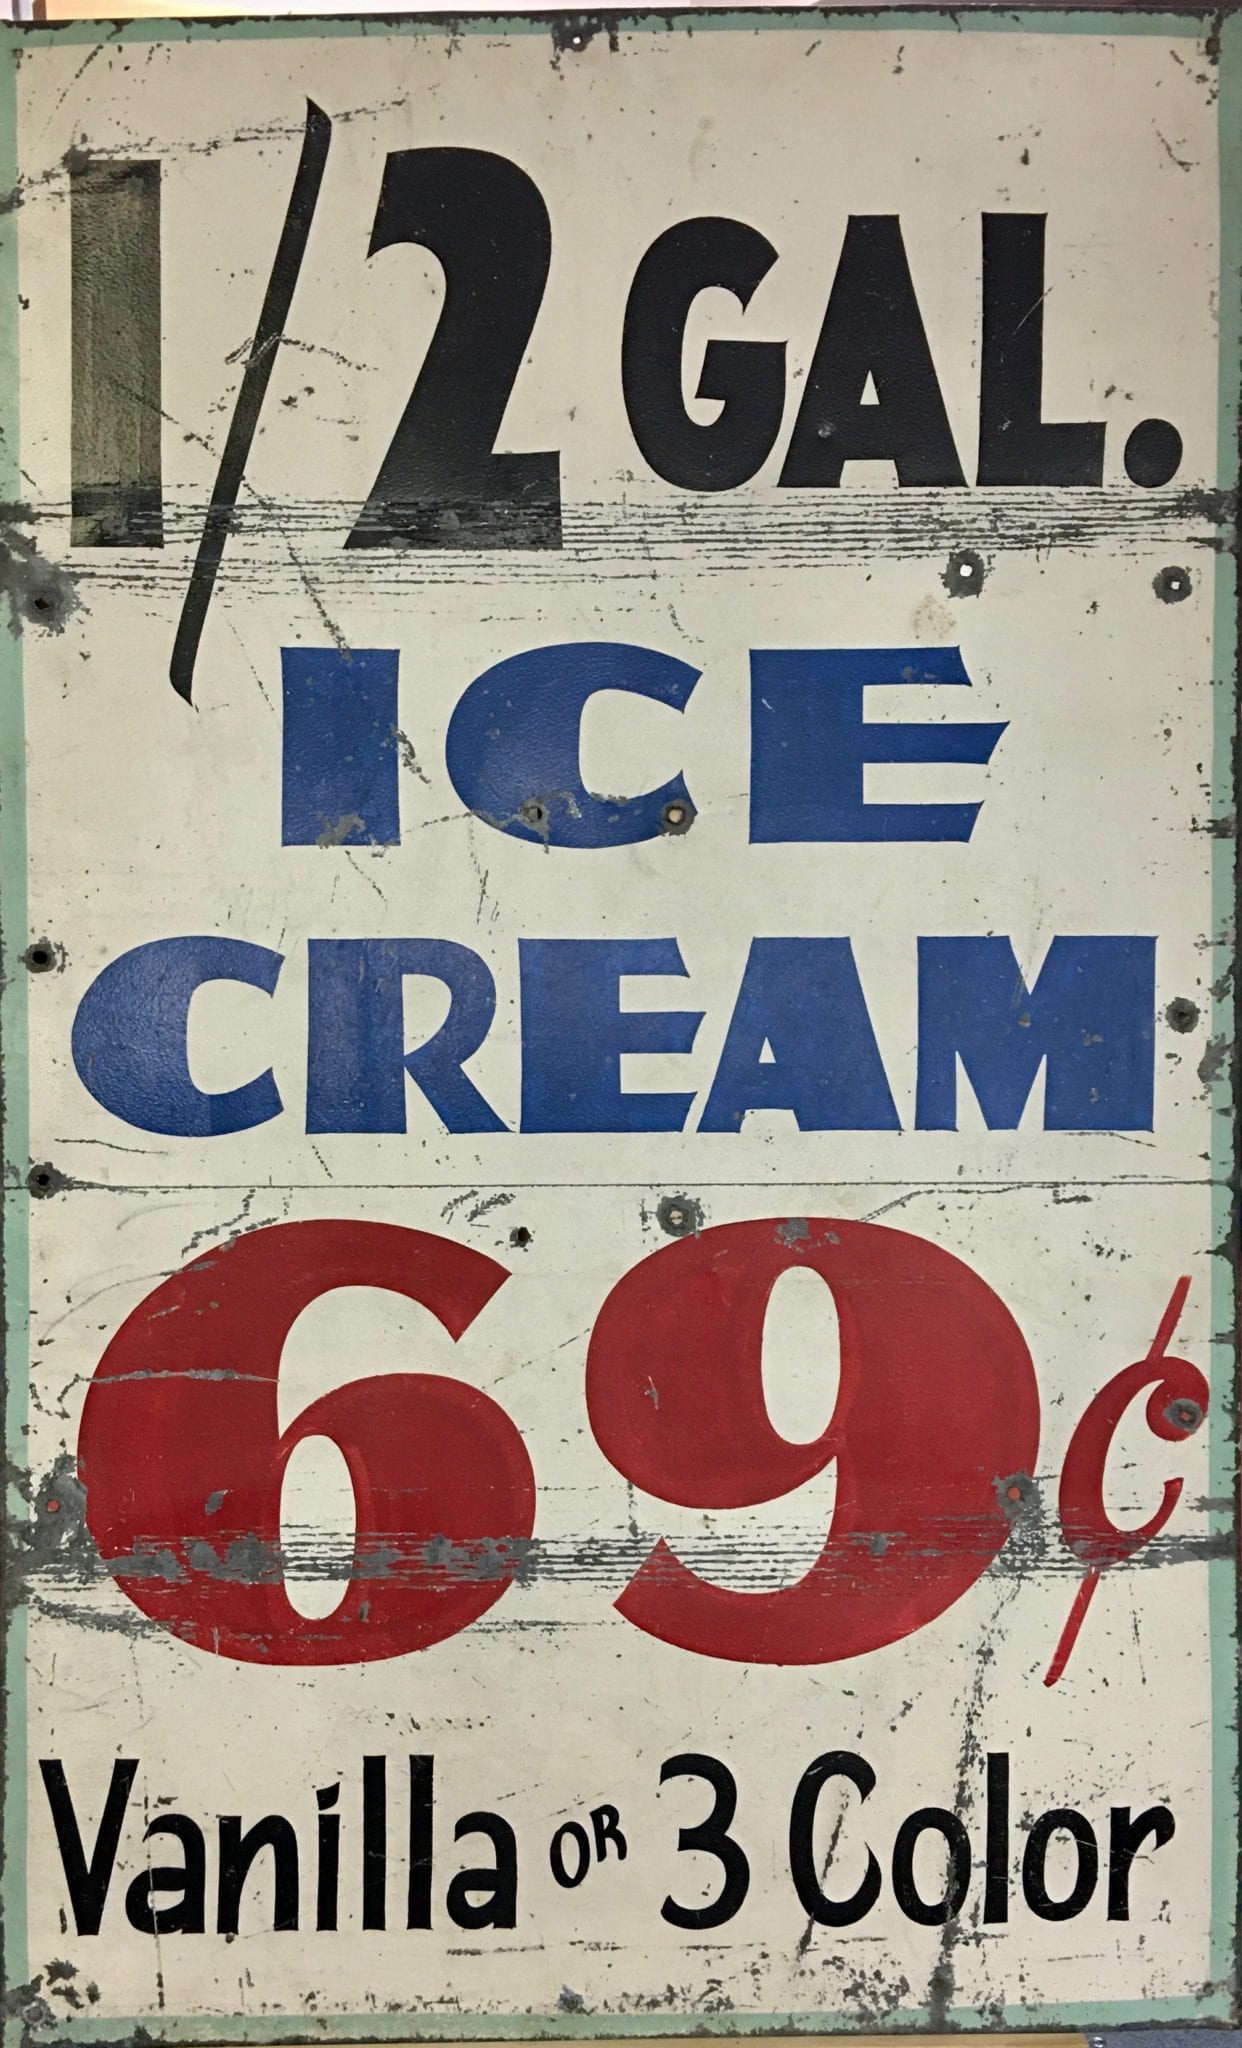 1/2 GAL.
ICE
CREAM
69¢
Vanilla OR 3 Color